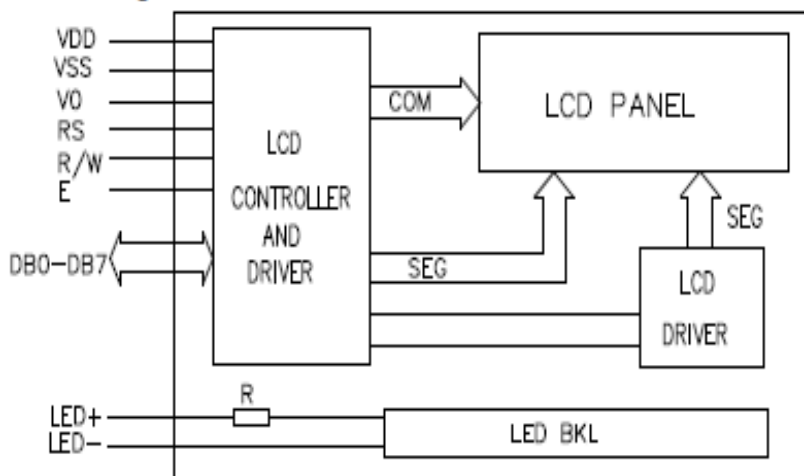 VDD
VSS
V0
RS
R/W
E
DB0-DB7
LED+
LED-
LCD
CONTROLLER
AND
DRIVER
COM
LCD PANEL
SEG
SEG
LCD
DRIVER
R
LED BKL